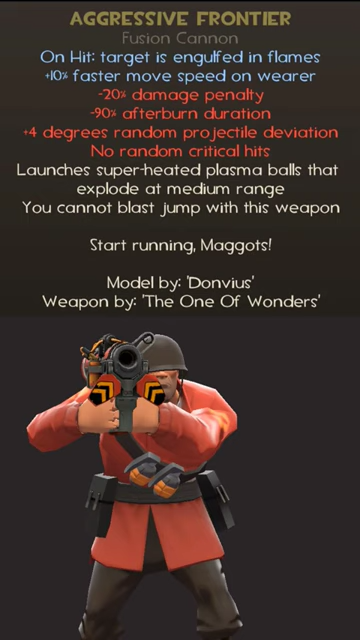 AGGRESSIVE FRONTIER
Fusion Cannon
On Hit: target is engulfed in flames
+10% faster move speed on wearer
-20% damage penalty
-90% afterburn duration
+4 degrees random projectile deviation
No random critical hits
Launches super-heated plasma balls that
explode at medium range
You cannot blast jump with this weapon
Start running, Maggots!
Model by: 'Donvius'
Weapon by: 'The One Of Wonders'